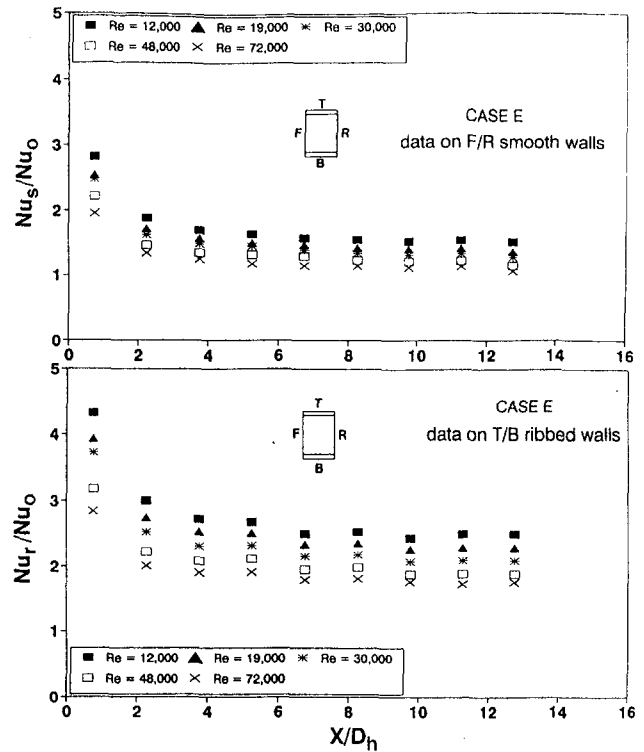 5
■ Re = 12,000 ▲ Re = 19,000 ✳ Re = 30,000
□ Re = 48,000 × Re = 72,000
4
3
2
1
0
Nu_s/Nu_o
T
F R
B
CASE E
data on F/R smooth walls
0 2 4 6 8 10 12 14 16
5
4
3
2
1
0
Nu_r/Nu_o
T
F R
B
CASE E
data on T/B ribbed walls
■ Re = 12,000 ▲ Re = 19,000 ✳ Re = 30,000
□ Re = 48,000 × Re = 72,000
0 2 4 6 8 10 12 14 16
X/D_h